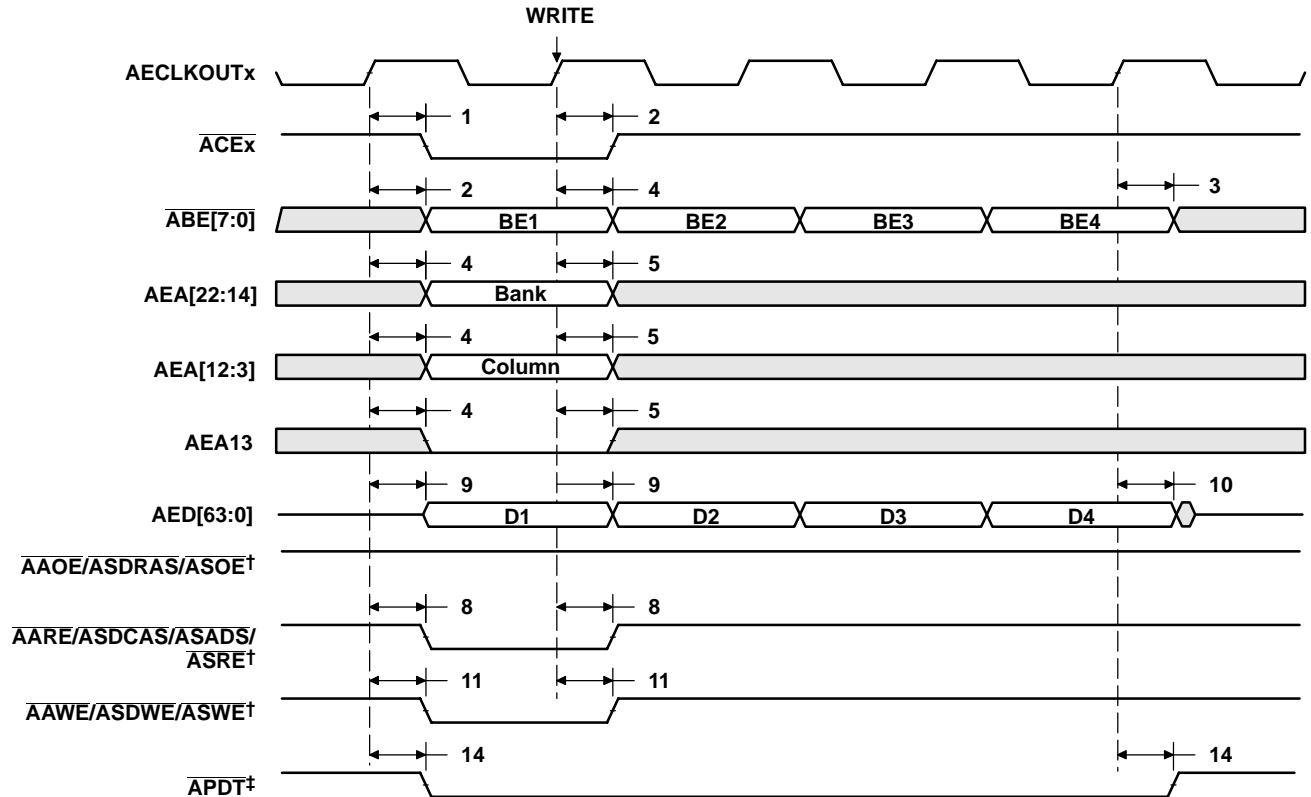 WRITE
AECLKOUTx
1 2
ACEx
2 4 3
ABE[7:0] BE1 BE2 BE3 BE4
4 5
AEA[22:14] Bank
4 5
AEA[12:3] Column
4 5
AEA13
9 9 10
AED[63:0] D1 D2 D3 D4
AAOE/ASDRAS/ASOE†
8 8
AARE/ASDCAS/ASADS/
ASRE†
11 11
AAWE/ASDWE/ASWE†
14 14
APDT‡